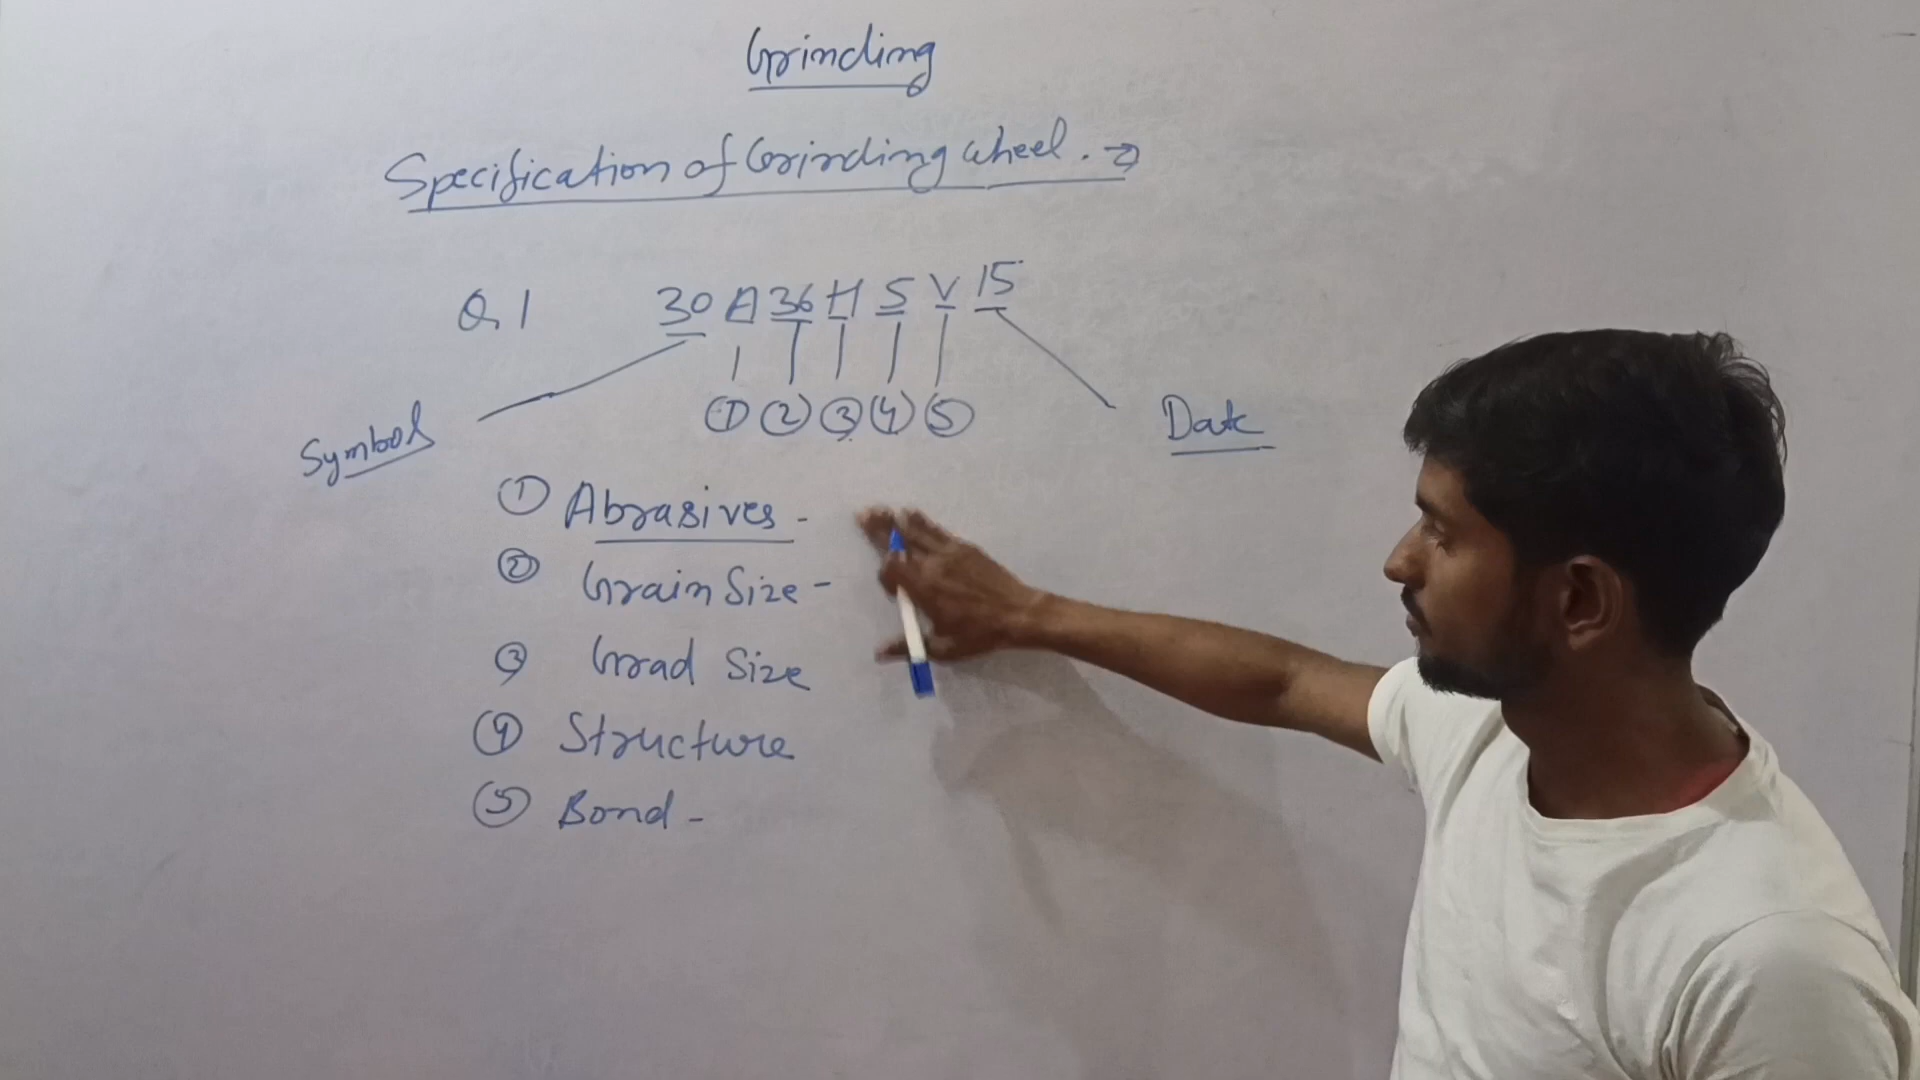 Grinding
Specification of Grinding wheel. →
Q.1 30 A 36 H 5 V 15
① ② ③ ④ ⑤
Symbol
Date
① Abrasives -
② Grain Size -
③ Grad Size
④ Structure
⑤ Bond -